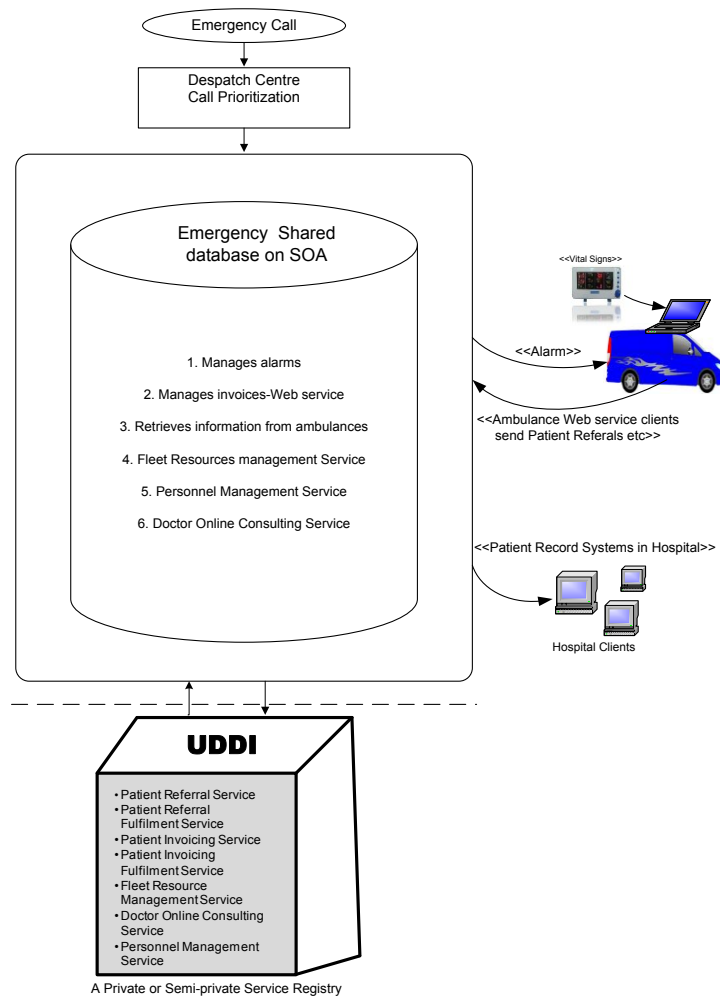 Emergency Call
Despatch Centre
Call Prioritization
Emergency Shared
database on SOA
1. Manages alarms
2. Manages invoices-Web service
3. Retrieves information from ambulances
4. Fleet Resources management Service
5. Personnel Management Service
6. Doctor Online Consulting Service
<<Vital Signs>>
<<Alarm>>
<<Ambulance Web service clients
send Patient Referals etc>>
<<Patient Record Systems in Hospital>>
Hospital Clients
UDDI
• Patient Referral Service
• Patient Referral
Fulfilment Service
• Patient Invoicing Service
• Patient Invoicing
Fulfilment Service
• Fleet Resource
Management Service
• Doctor Online Consulting
Service
• Personnel Management
Service
A Private or Semi-private Service Registry